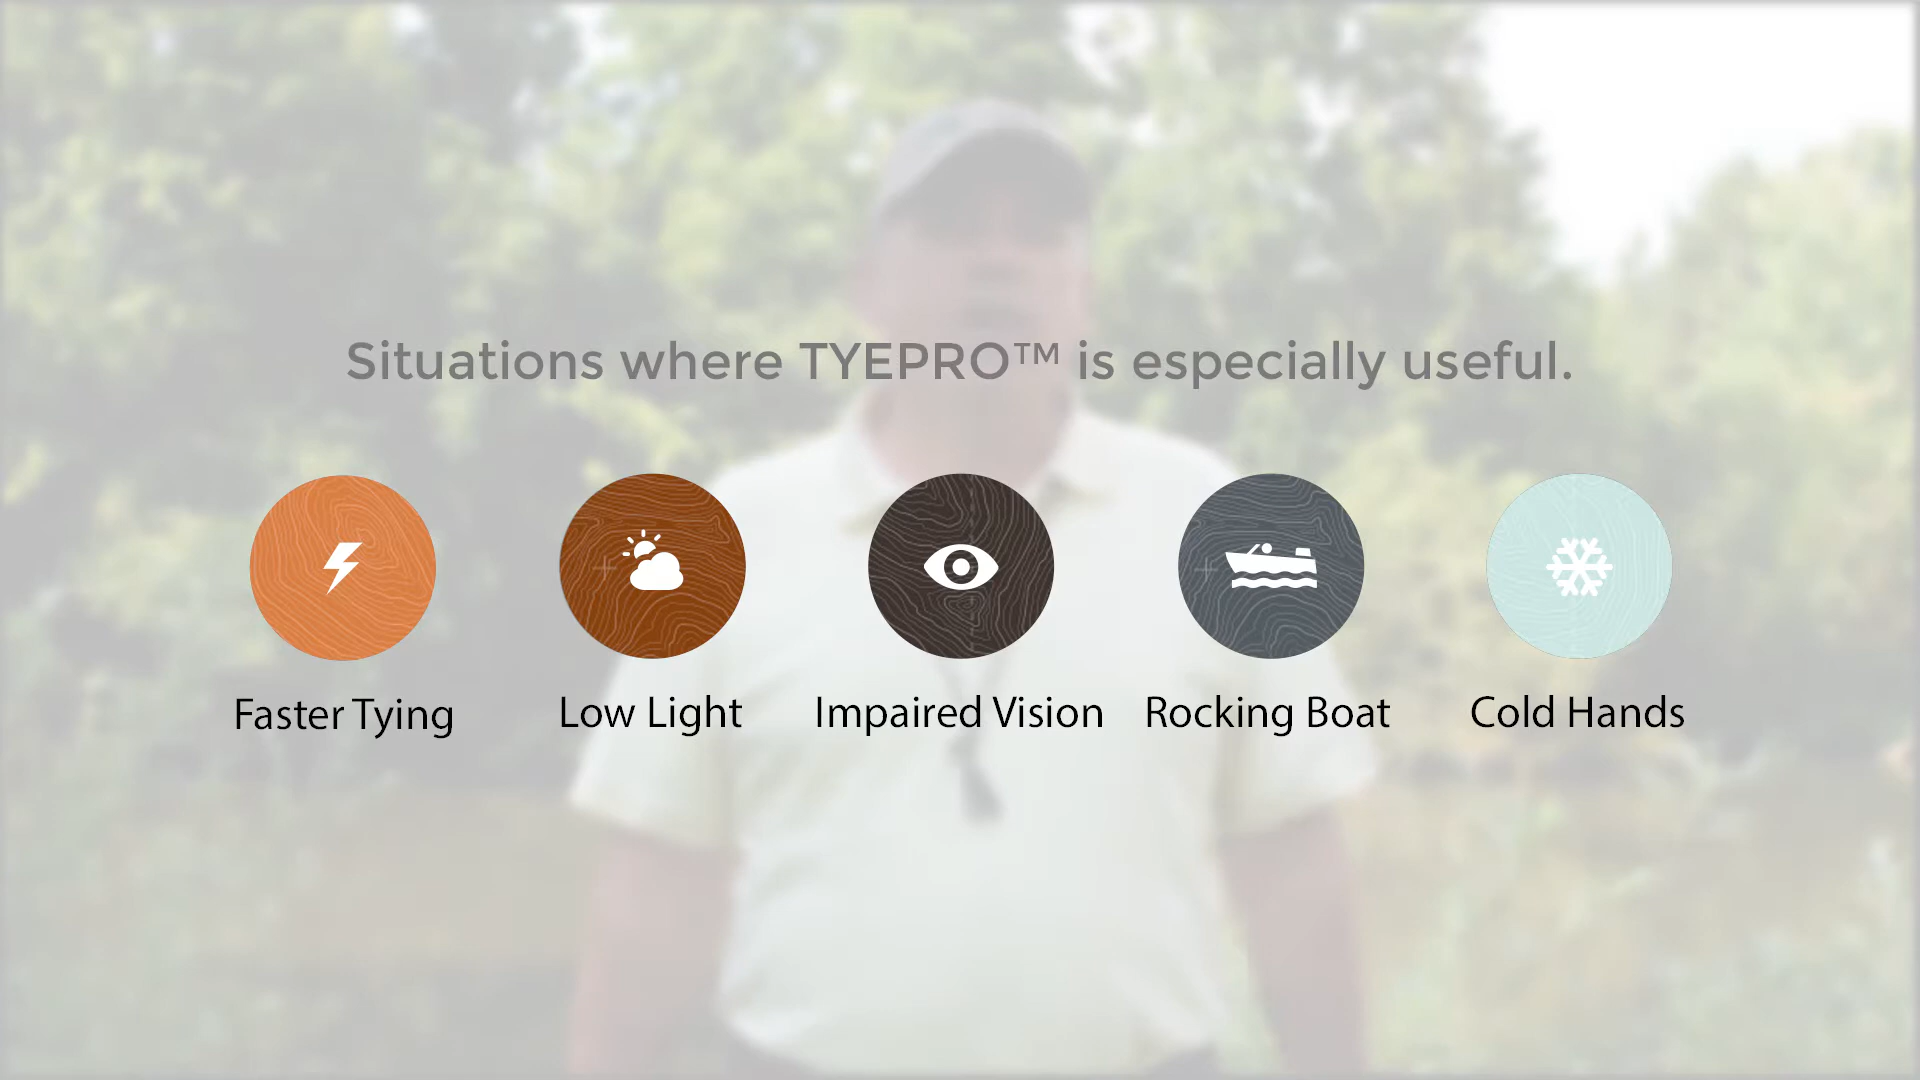 Situations where TYEPRO™ is especially useful.
Faster Tying
Low Light
Impaired Vision
Rocking Boat
Cold Hands